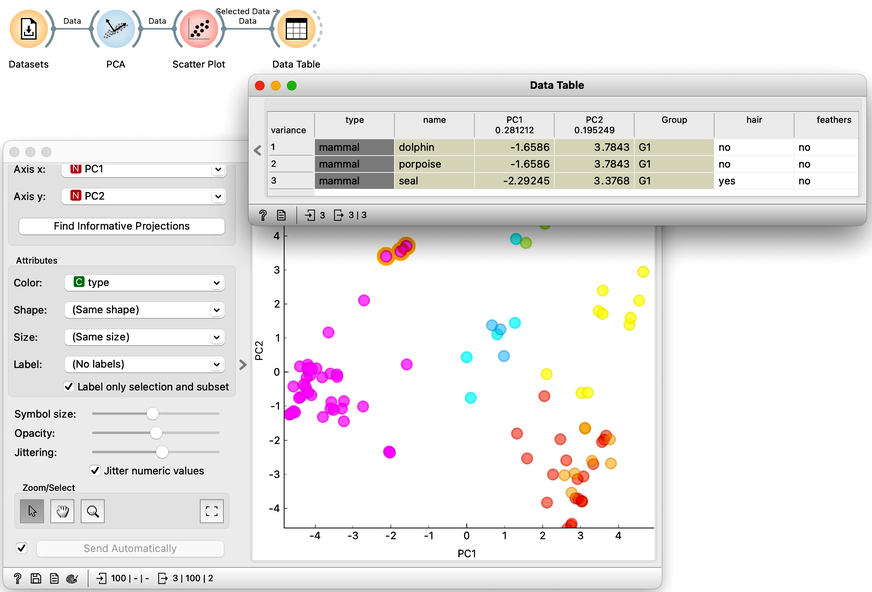 Selected Data →
Data
Data
Data
Datasets
PCA
Scatter Plot
Data Table
Data Table
type
name
PC1
PC2
Group
hair
feathers
variance
0.281212
0.195249
1
mammal
dolphin
-1.6586
3.7843
G1
no
no
2
mammal
porpoise
-1.6586
3.7843
G1
no
no
3
mammal
seal
-2.29245
3.3768
G1
yes
no
? 3 3 | 3
Axis x: N PC1
Axis y: N PC2
Find Informative Projections
Attributes
Color: C type
Shape: (Same shape)
Size: (Same size)
Label: (No labels)
Label only selection and subset
Symbol size:
Opacity:
Jittering:
Jitter numeric values
Zoom/Select
Send Automatically
? 100 | - | - 3 | 100 | 2
PC2
4
3
2
1
0
-1
-2
-3
-4
-4 -3 -2 -1 0 1 2 3 4
PC1